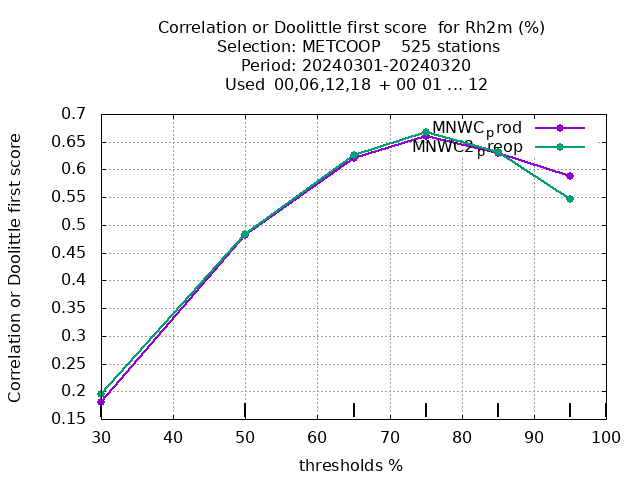 Correlation or Doolittle first score  for Rh2m (%)
Selection: METCOOP    525 stations
Period: 20240301-20240320
Used  00,06,12,18 + 00 01 ... 12
MNWCprod
MNWC2preop
Correlation or Doolittle first score
0.7
0.65
0.6
0.55
0.5
0.45
0.4
0.35
0.3
0.25
0.2
0.15
30 40 50 60 70 80 90 100
thresholds %